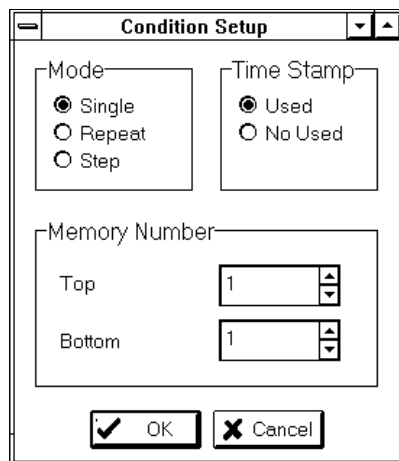 Condition Setup
Mode
Single
Repeat
Step
Time Stamp
Used
No Used
Memory Number
Top 1
Bottom 1
OK Cancel